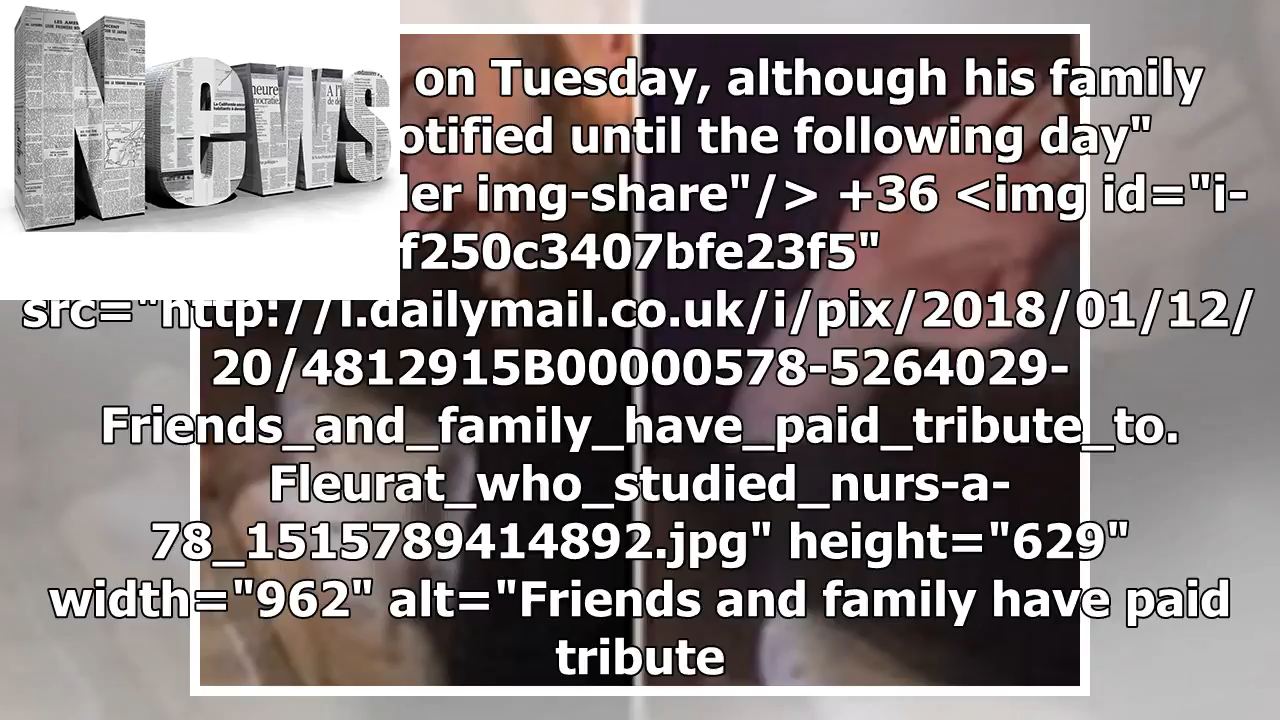 News
on Tuesday, although his family
otified until the following day"
der img-share"/> +36 <img id="i-
f250c3407bfe23f5"
src="http://i.dailymail.co.uk/i/pix/2018/01/12/
20/4812915B00000578-5264029-
Friends_and_family_have_paid_tribute_to.
Fleurat_who_studied_nurs-a-
78_1515789414892.jpg" height="629"
width="962" alt="Friends and family have paid
tribute